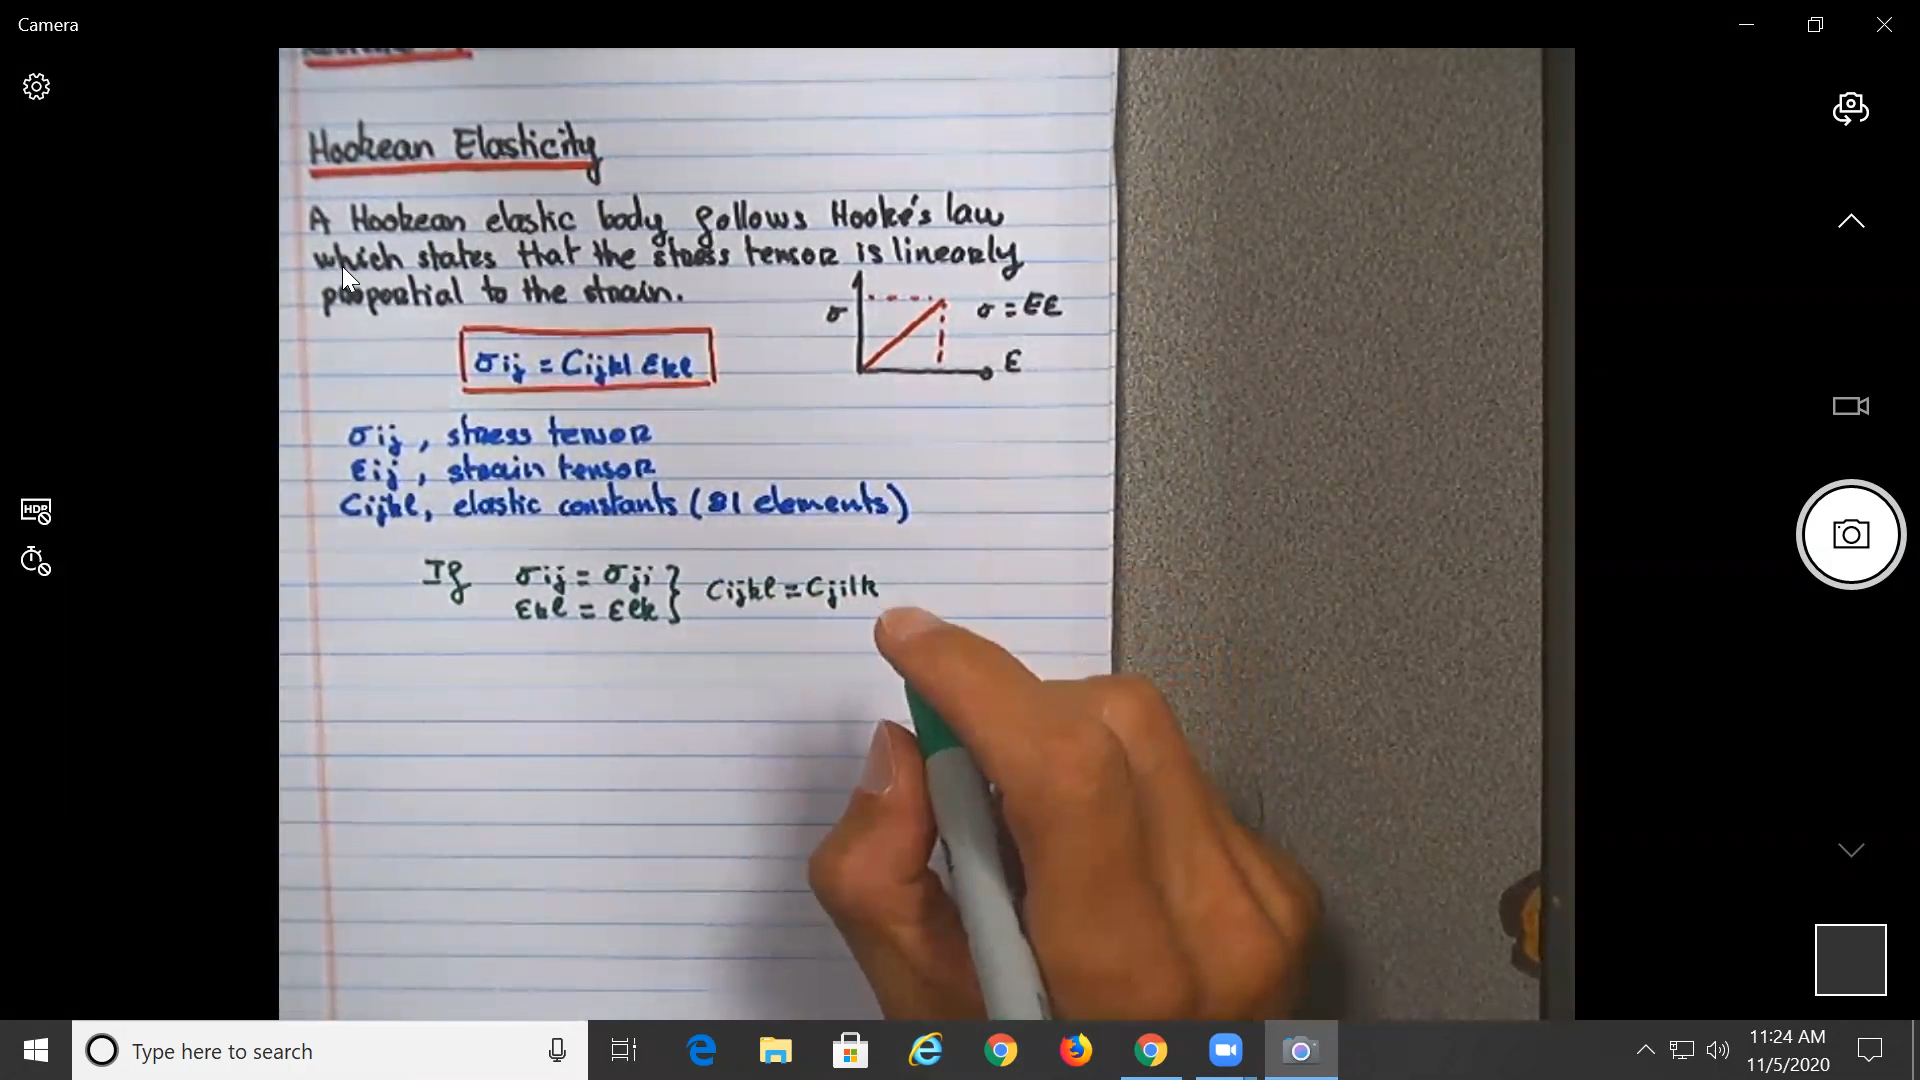 Camera
Hookean Elasticity
A Hookean elastic body follows Hooke's law
which states that the stress tensor is linearly
proportial to the strain.
σ
σ = Eε
ε
σij = Cijkl εkl
σij, stress tensor
εij, strain tensor
Cijkl, elastic constants (81 elements)
If σij = σji } Cijkl = Cjilk
εkl = εlk
HDR
Type here to search
11:24 AM
11/5/2020